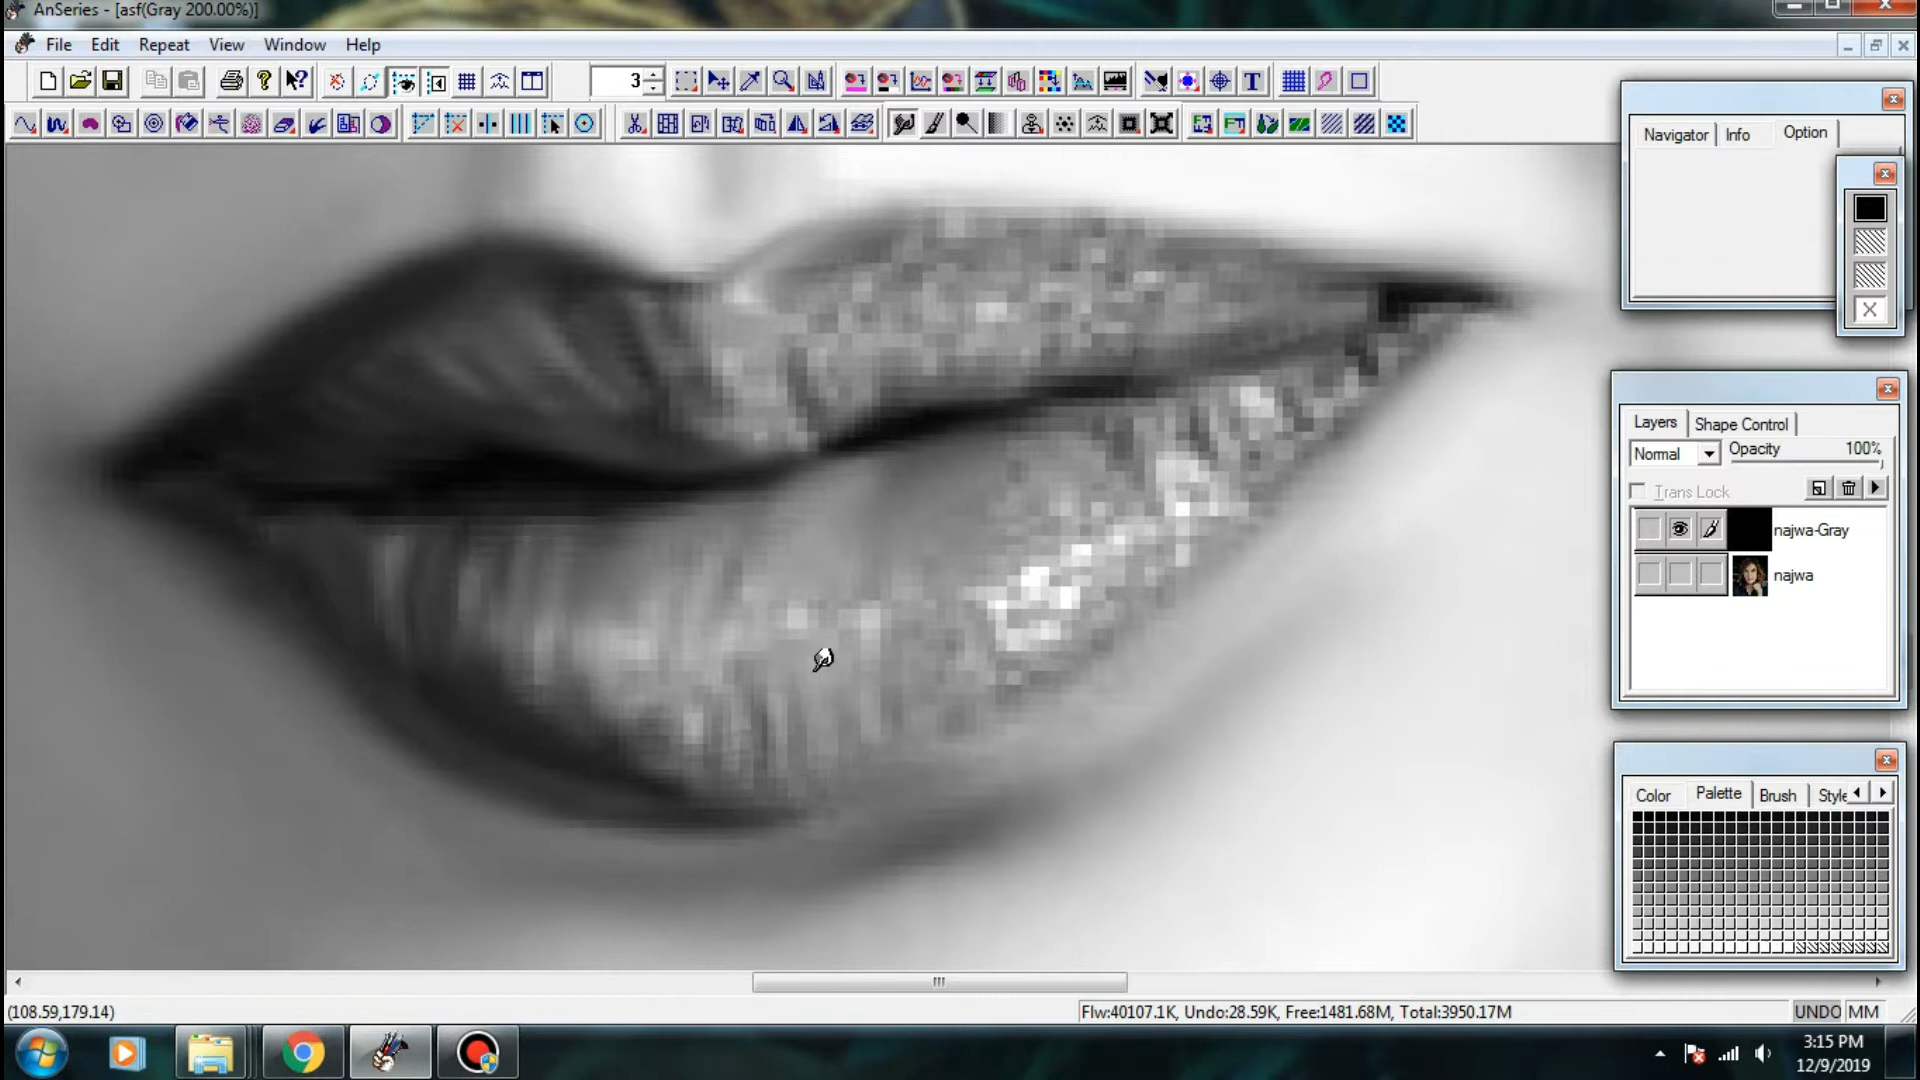 AnSeries - [asf(Gray 200.00%)]
File Edit Repeat View Window Help
3
Navigator Info Option
Layers Shape Control
Normal Opacity 100%
Trans Lock
najwa-Gray
najwa
Color Palette Brush Style
(108.59,179.14) Flw:40107.1K, Undo:28.59K, Free:1481.68M, Total:3950.17M UNDO MM
3:15 PM
12/9/2019